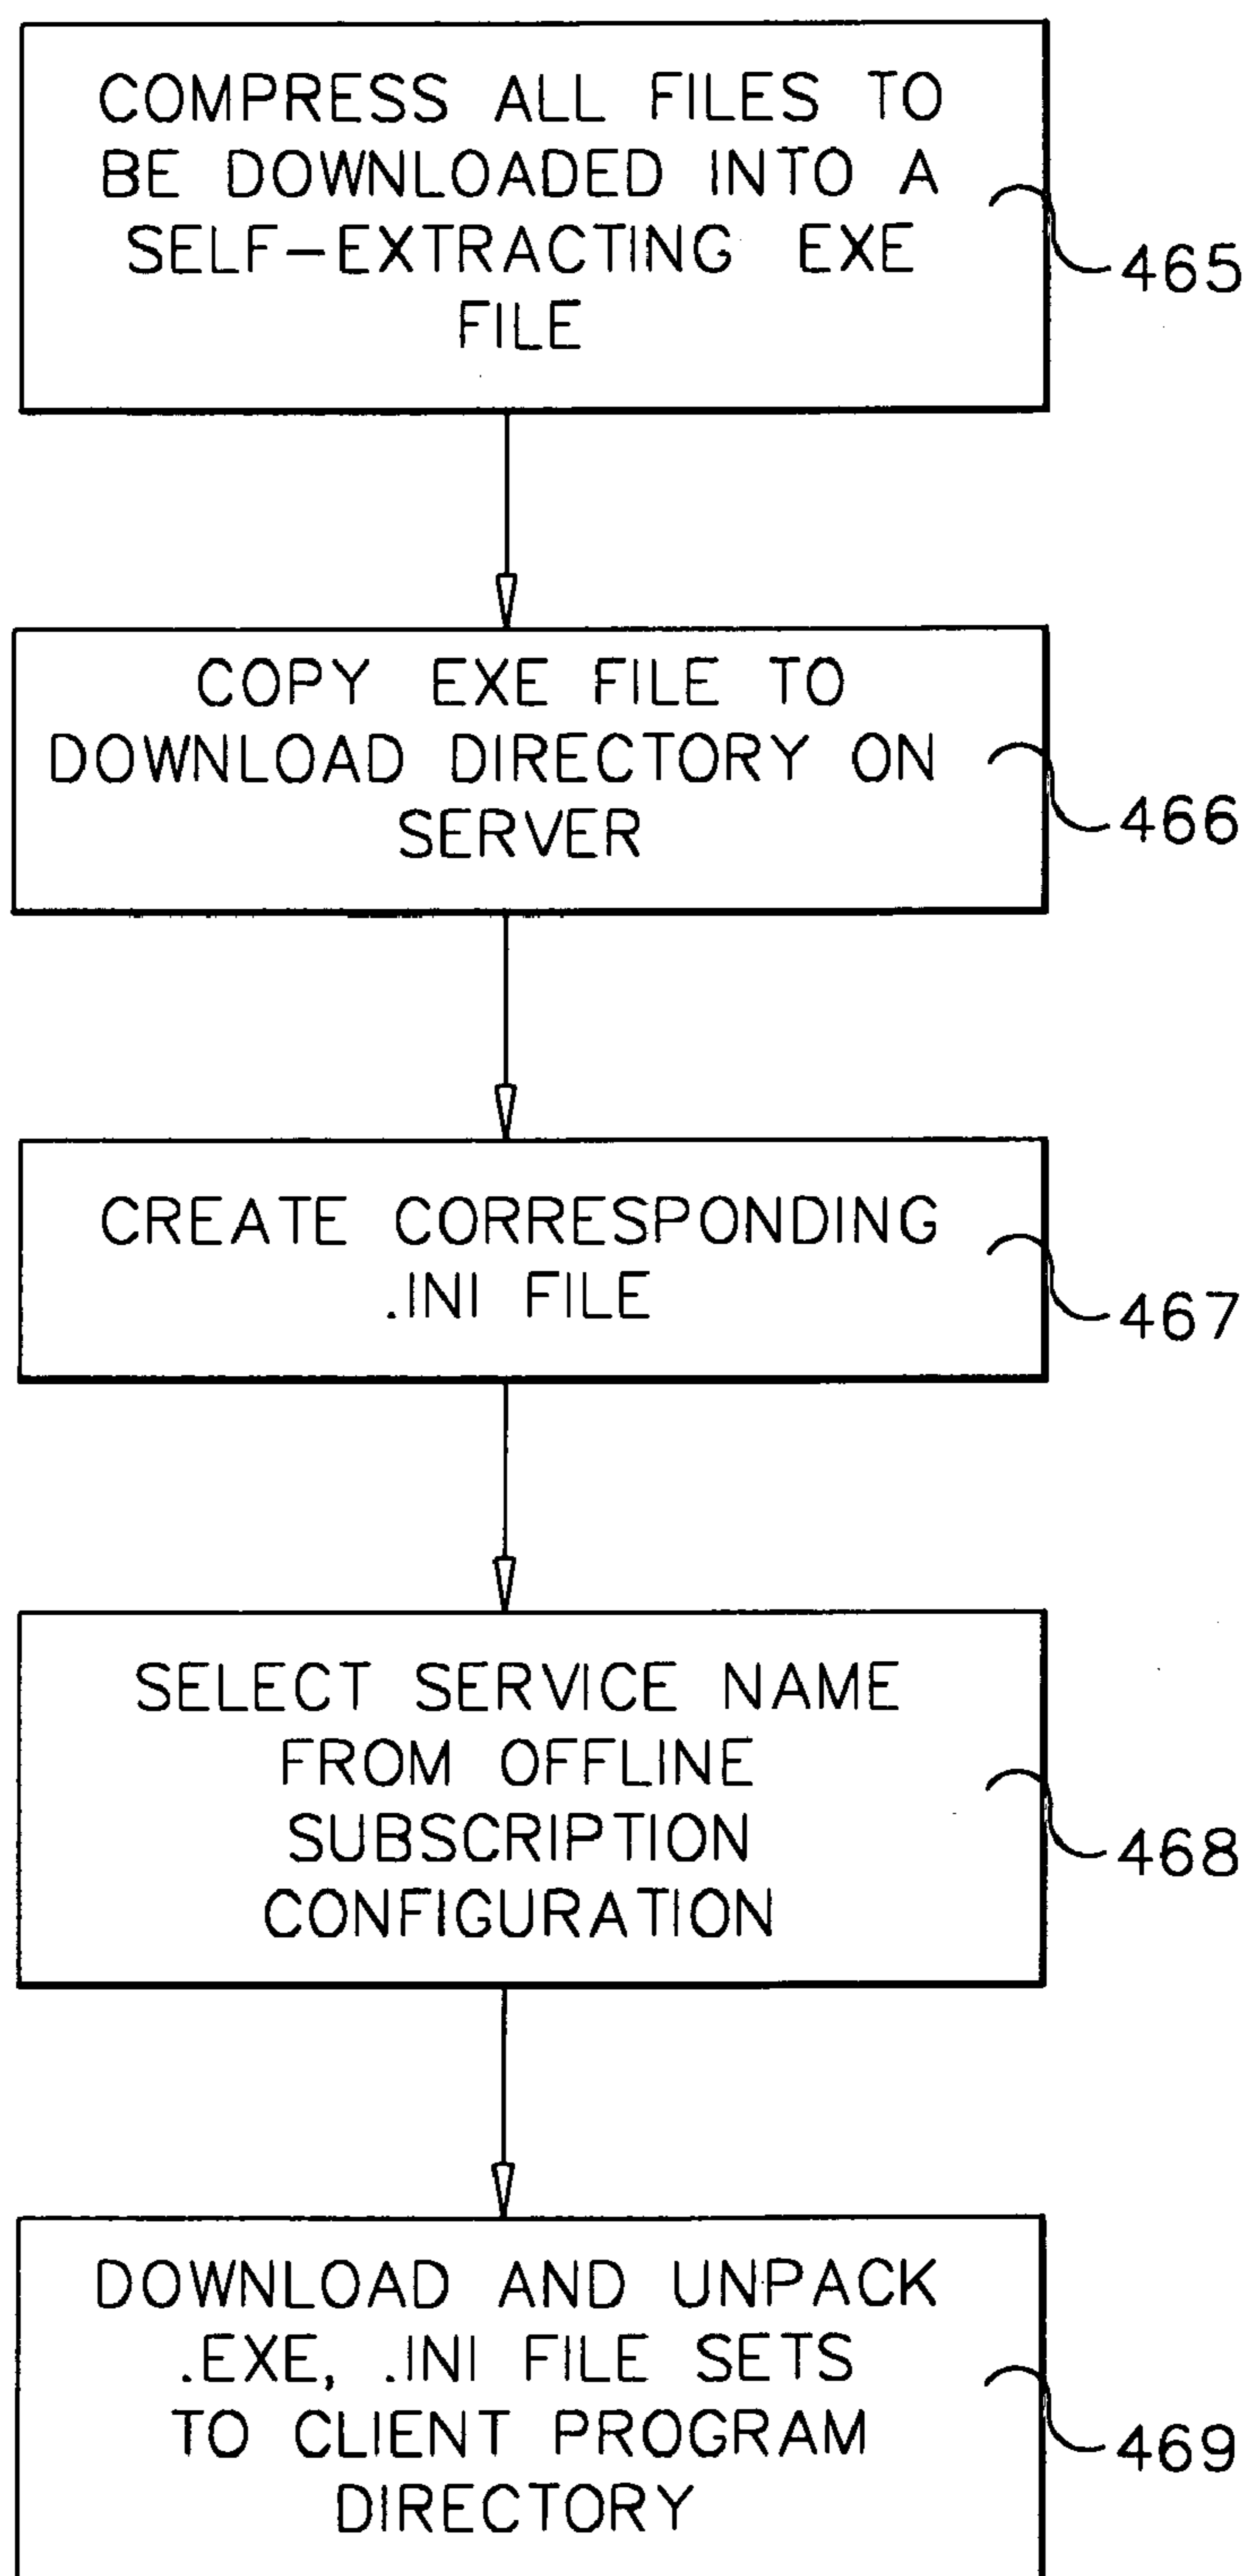 COMPRESS ALL FILES TO
BE DOWNLOADED INTO A
SELF-EXTRACTING EXE
FILE
465
COPY EXE FILE TO
DOWNLOAD DIRECTORY ON
SERVER
466
CREATE CORRESPONDING
.INI FILE
467
SELECT SERVICE NAME
FROM OFFLINE
SUBSCRIPTION
CONFIGURATION
468
DOWNLOAD AND UNPACK
.EXE, .INI FILE SETS
TO CLIENT PROGRAM
DIRECTORY
469